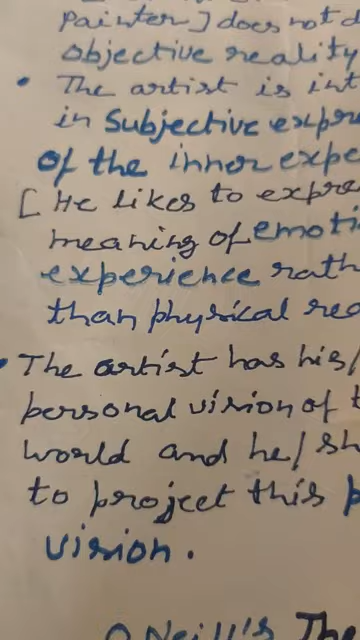 Painter] does not d
objective reality
• The artist is int
in Subjective expre
of the inner expe
[He likes to expre
meaning of emoti
experience rath
than physical rea
• The artist has his/
personal vision of t
world and he/sh
to project this p
vision.
O'Neill's The